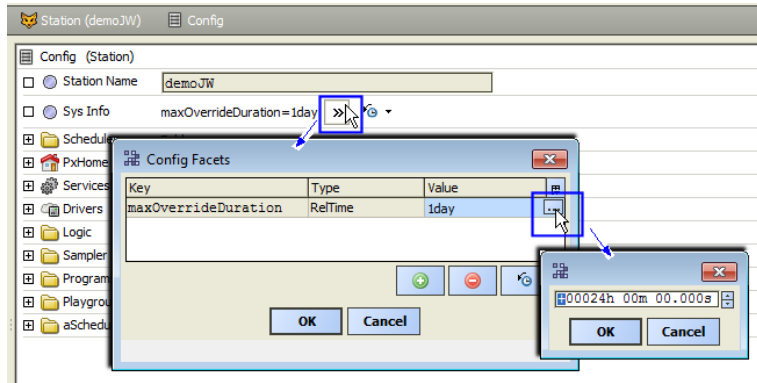 Station (demoJW) Config
Config (Station)
Station Name demoJW
Sys Info maxOverrideDuration=1day
Schedule
PxHome
Services
Drivers
Logic
Sampler
Program
Playgrou
aSchedu
Config Facets
Key Type Value
maxOverrideDuration RelTime 1day ...
OK Cancel
+00024h 00m 00.000s
OK Cancel